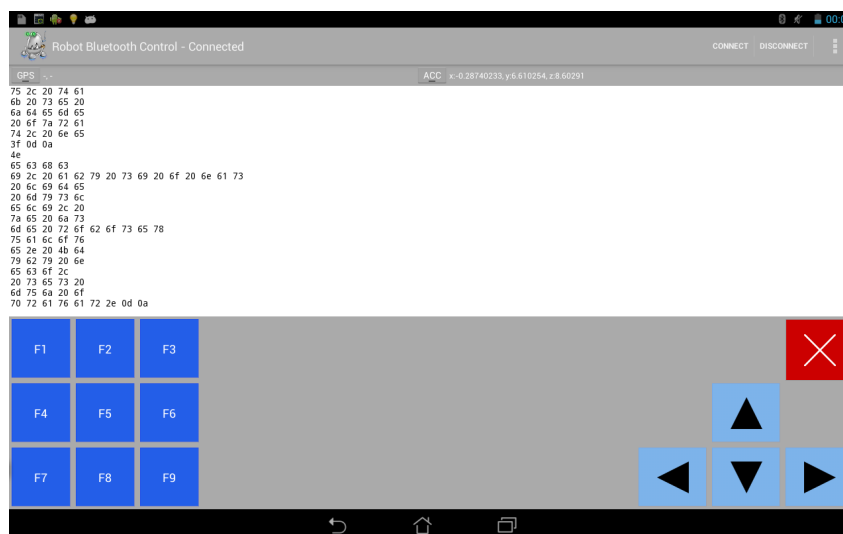 00:0
Robot Bluetooth Control - Connected
CONNECT DISCONNECT
GPS -,-
ACC x:-0.28740233, y:6.610254, z:8.60291
75 2c 20 74 61
6b 20 73 65 20
6a 64 65 6d 65
20 6f 7a 72 61
74 2c 20 6e 65
3f 0d 0a
4e
65 63 68 63
69 2c 20 61 62 79 20 73 69 20 6f 20 6e 61 73
20 6c 69 64 65
20 6d 79 73 6c
65 6c 69 2c 20
7a 65 20 6a 73
6d 65 20 72 6f 62 6f 73 65 78
75 61 6c 6f 76
65 2e 20 4b 64
79 62 79 20 6e
65 63 6f 2c
20 73 65 73 20
6d 75 6a 20 6f
70 72 61 76 61 72 2e 0d 0a
F1 F2 F3
F4 F5 F6
F7 F8 F9